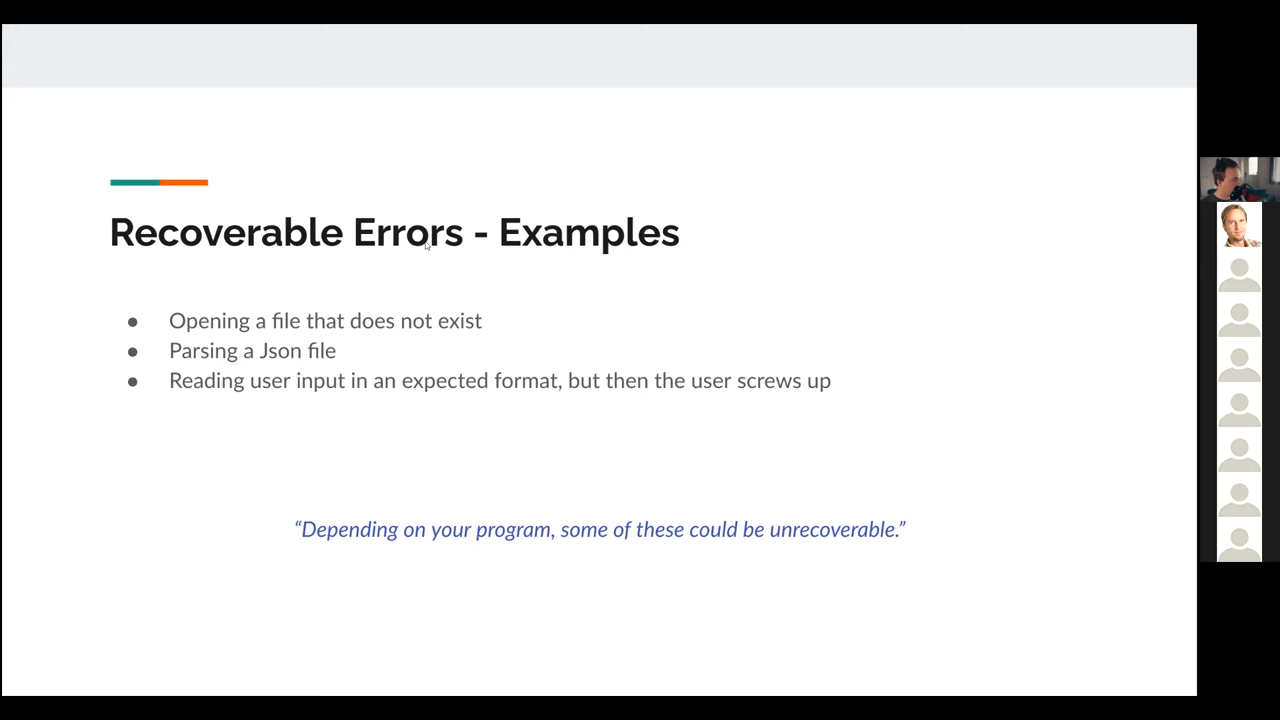 Recoverable Errors - Examples
● Opening a file that does not exist
● Parsing a Json file
● Reading user input in an expected format, but then the user screws up
“Depending on your program, some of these could be unrecoverable.”